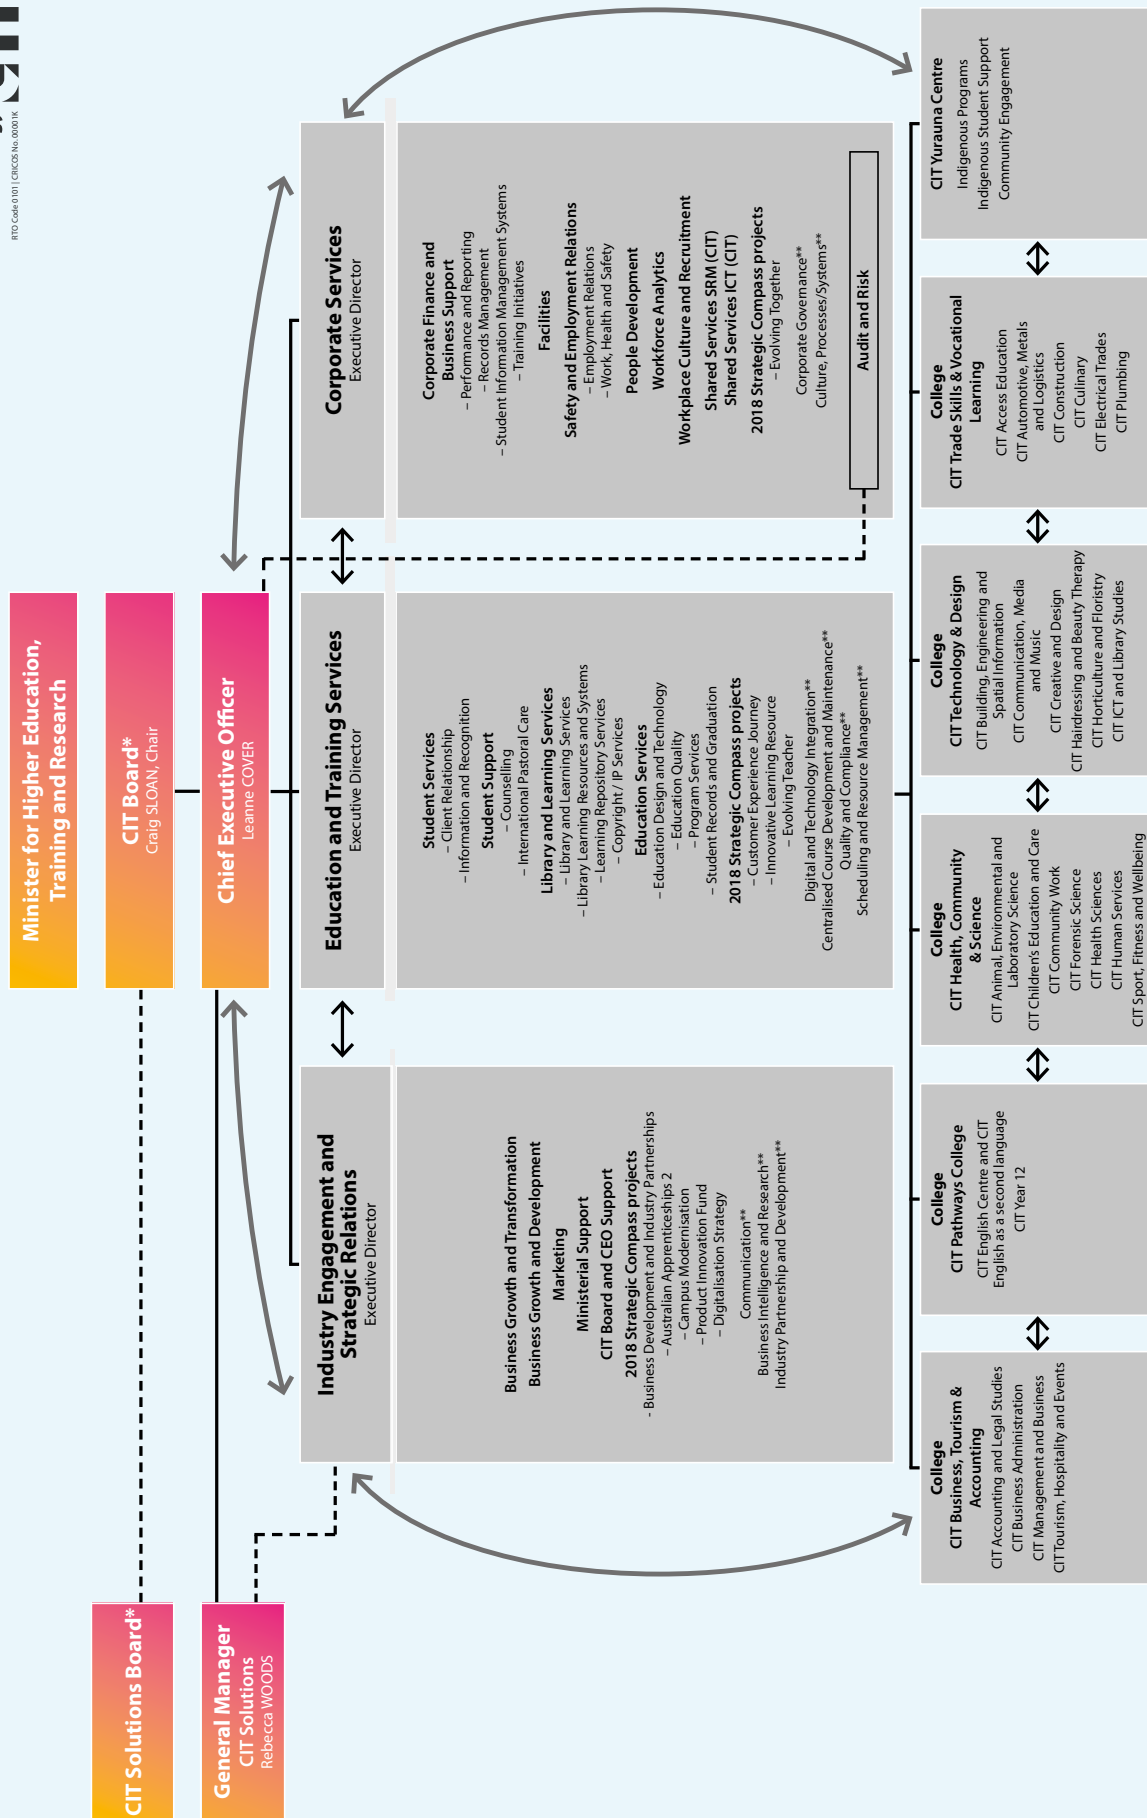 RTO Code 0101 | CRICOS No. 00001K
Minister for Higher Education,
Training and Research
CIT Board*
Craig SLOAN, Chair
Chief Executive Officer
Leanne COVER
CIT Solutions Board*
General Manager
CIT Solutions
Rebecca WOODS
Industry Engagement and
Strategic Relations
Executive Director
Business Growth and Transformation
Business Growth and Development
Marketing
Ministerial Support
CIT Board and CEO Support
2018 Strategic Compass projects
- Business Development and Industry Partnerships
– Australian Apprenticeships 2
– Campus Modernisation
– Product Innovation Fund
– Digitalisation Strategy
Communication**
Business Intelligence and Research**
Industry Partnership and Development**
Education and Training Services
Executive Director
Student Services
– Client Relationship
– Information and Recognition
Student Support
– Counselling
– International Pastoral Care
Library and Learning Services
– Library and Learning Services
– Library Learning Resources and Systems
– Learning Repository Services
– Copyright / IP Services
Education Services
– Education Design and Technology
– Education Quality
– Program Services
– Student Records and Graduation
2018 Strategic Compass projects
– Customer Experience Journey
– Innovative Learning Resource
– Evolving Teacher
Digital and Technology Integration**
Centralised Course Development and Maintenance**
Quality and Compliance**
Scheduling and Resource Management**
Corporate Services
Executive Director
Corporate Finance and
Business Support
– Performance and Reporting
– Records Management
– Student Information Management Systems
– Training Initiatives
Facilities
Safety and Employment Relations
– Employment Relations
– Work, Health and Safety
People Development
Workforce Analytics
Workplace Culture and Recruitment
Shared Services SRM (CIT)
Shared Services ICT (CIT)
2018 Strategic Compass projects
– Evolving Together
Corporate Governance**
Culture, Processes/Systems**
Audit and Risk
College
CIT Business, Tourism &
Accounting
CIT Accounting and Legal Studies
CIT Business Administration
CIT Management and Business
CIT Tourism, Hospitality and Events
College
CIT Pathways College
CIT English Centre and CIT
English as a second language
CIT Year 12
College
CIT Health, Community
& Science
CIT Animal, Environmental and
Laboratory Science
CIT Children's Education and Care
CIT Community Work
CIT Forensic Science
CIT Health Sciences
CIT Human Services
CIT Sport, Fitness and Wellbeing
College
CIT Technology & Design
CIT Building, Engineering and
Spatial Information
CIT Communication, Media
and Music
CIT Creative and Design
CIT Hairdressing and Beauty Therapy
CIT Horticulture and Floristry
CIT ICT and Library Studies
College
CIT Trade Skills & Vocational
Learning
CIT Access Education
CIT Automotive, Metals
and Logistics
CIT Construction
CIT Culinary
CIT Electrical Trades
CIT Plumbing
CIT Yurauna Centre
Indigenous Programs
Indigenous Student Support
Community Engagement